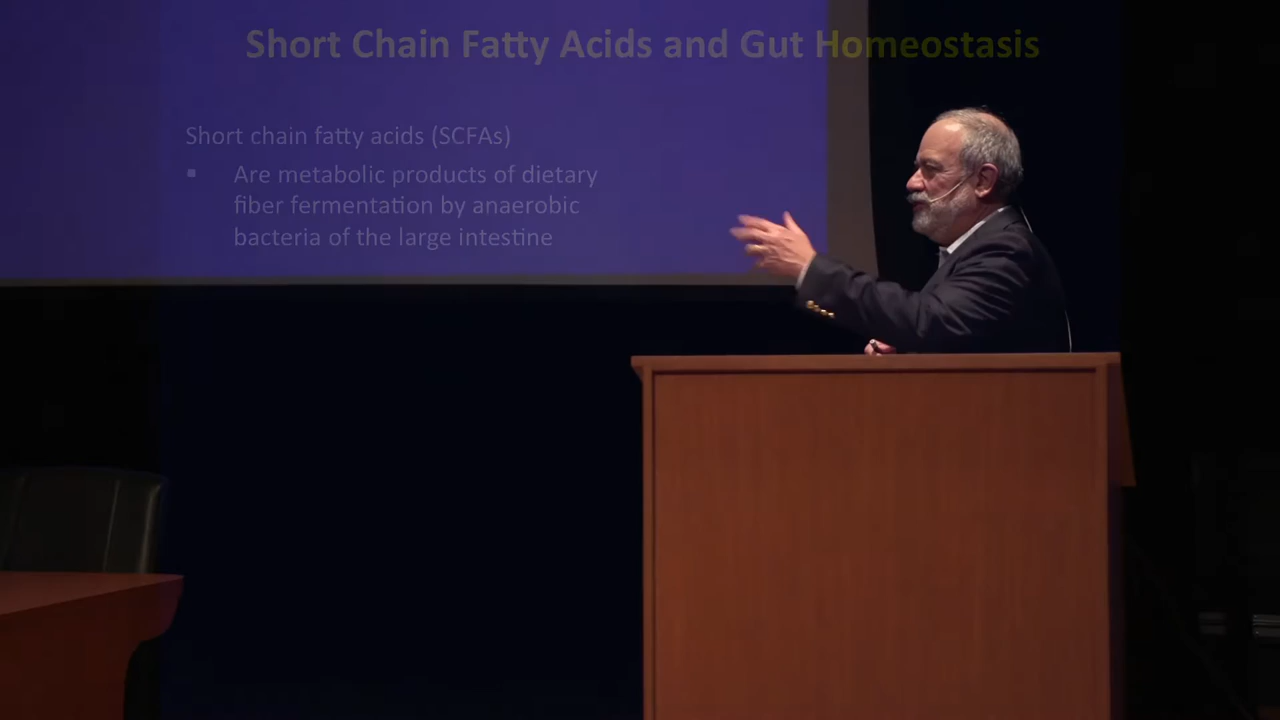 Short Chain Fatty Acids and Gut Homeostasis
Short chain fatty acids (SCFAs)
▪ Are metabolic products of dietary
fiber fermentation by anaerobic
bacteria of the large intestine